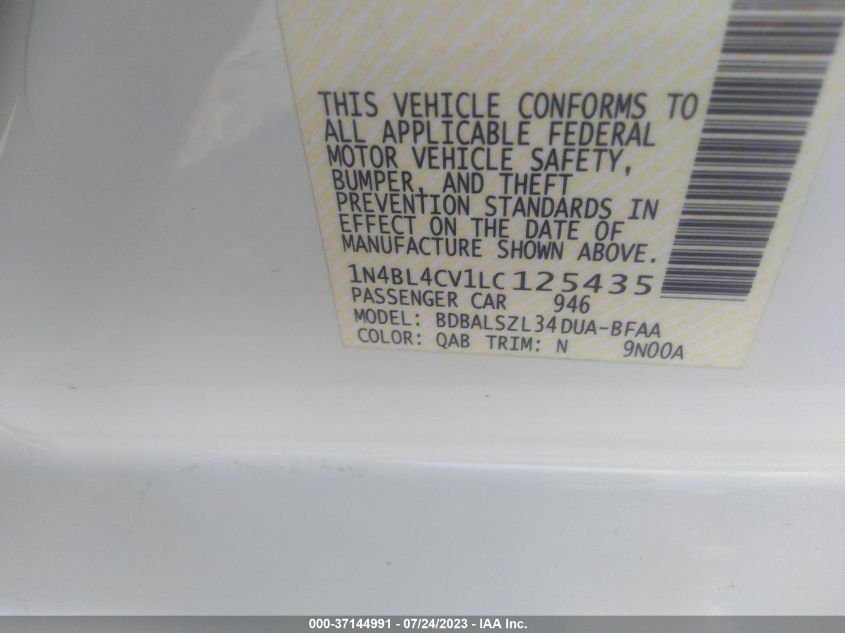 THIS VEHICLE CONFORMS TO
ALL APPLICABLE FEDERAL
MOTOR VEHICLE SAFETY,
BUMPER, AND THEFT
PREVENTION STANDARDS IN
EFFECT ON THE DATE OF
MANUFACTURE SHOWN ABOVE.
1N4BL4CV1LC125435
PASSENGER CAR 946
MODEL: BDBALSZL34DUA-BFAA
COLOR: QAB TRIM: N 9N00A
000-37144991 - 07/24/2023 - IAA Inc.